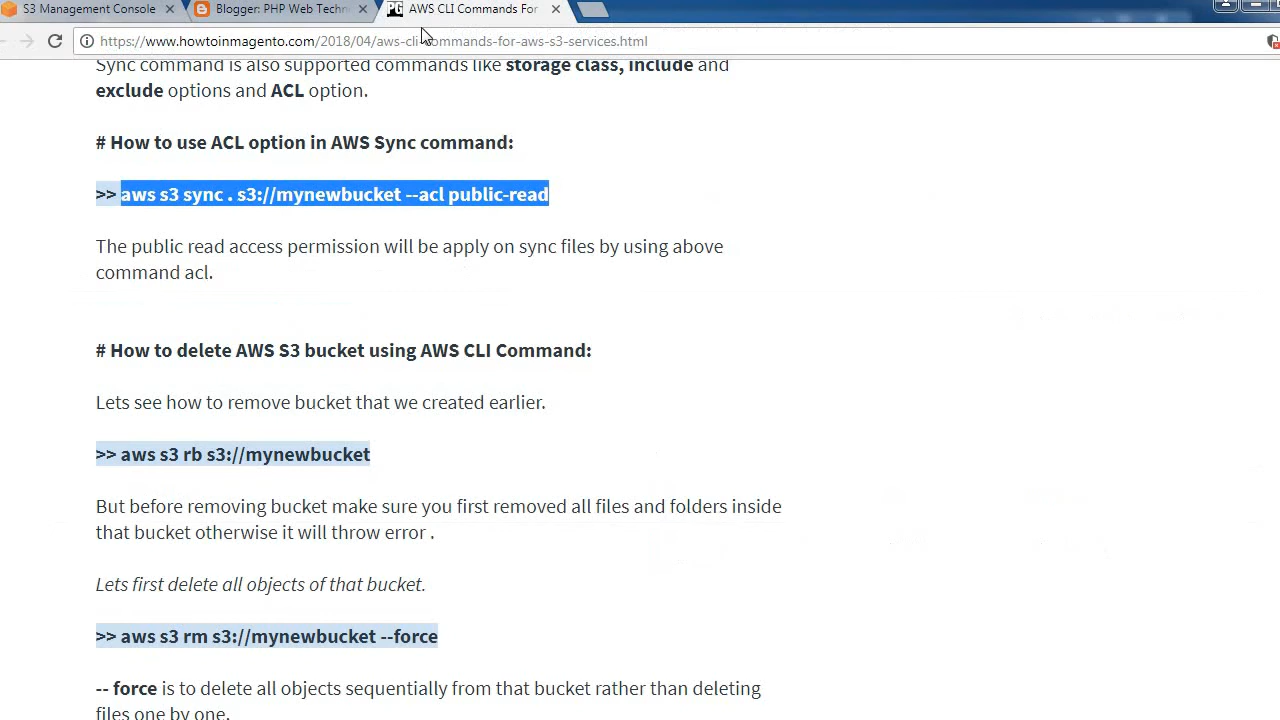 S3 Management Console
Blogger: PHP Web Techn
AWS CLI Commands For
https://www.howtoinmagento.com/2018/04/aws-cli-commands-for-aws-s3-services.html
Sync command is also supported commands like storage class, include and
exclude options and ACL option.
# How to use ACL option in AWS Sync command:
>> aws s3 sync . s3://mynewbucket --acl public-read
The public read access permission will be apply on sync files by using above
command acl.
# How to delete AWS S3 bucket using AWS CLI Command:
Lets see how to remove bucket that we created earlier.
>> aws s3 rb s3://mynewbucket
But before removing bucket make sure you first removed all files and folders inside
that bucket otherwise it will throw error .
Lets first delete all objects of that bucket.
>> aws s3 rm s3://mynewbucket --force
-- force is to delete all objects sequentially from that bucket rather than deleting
files one by one.